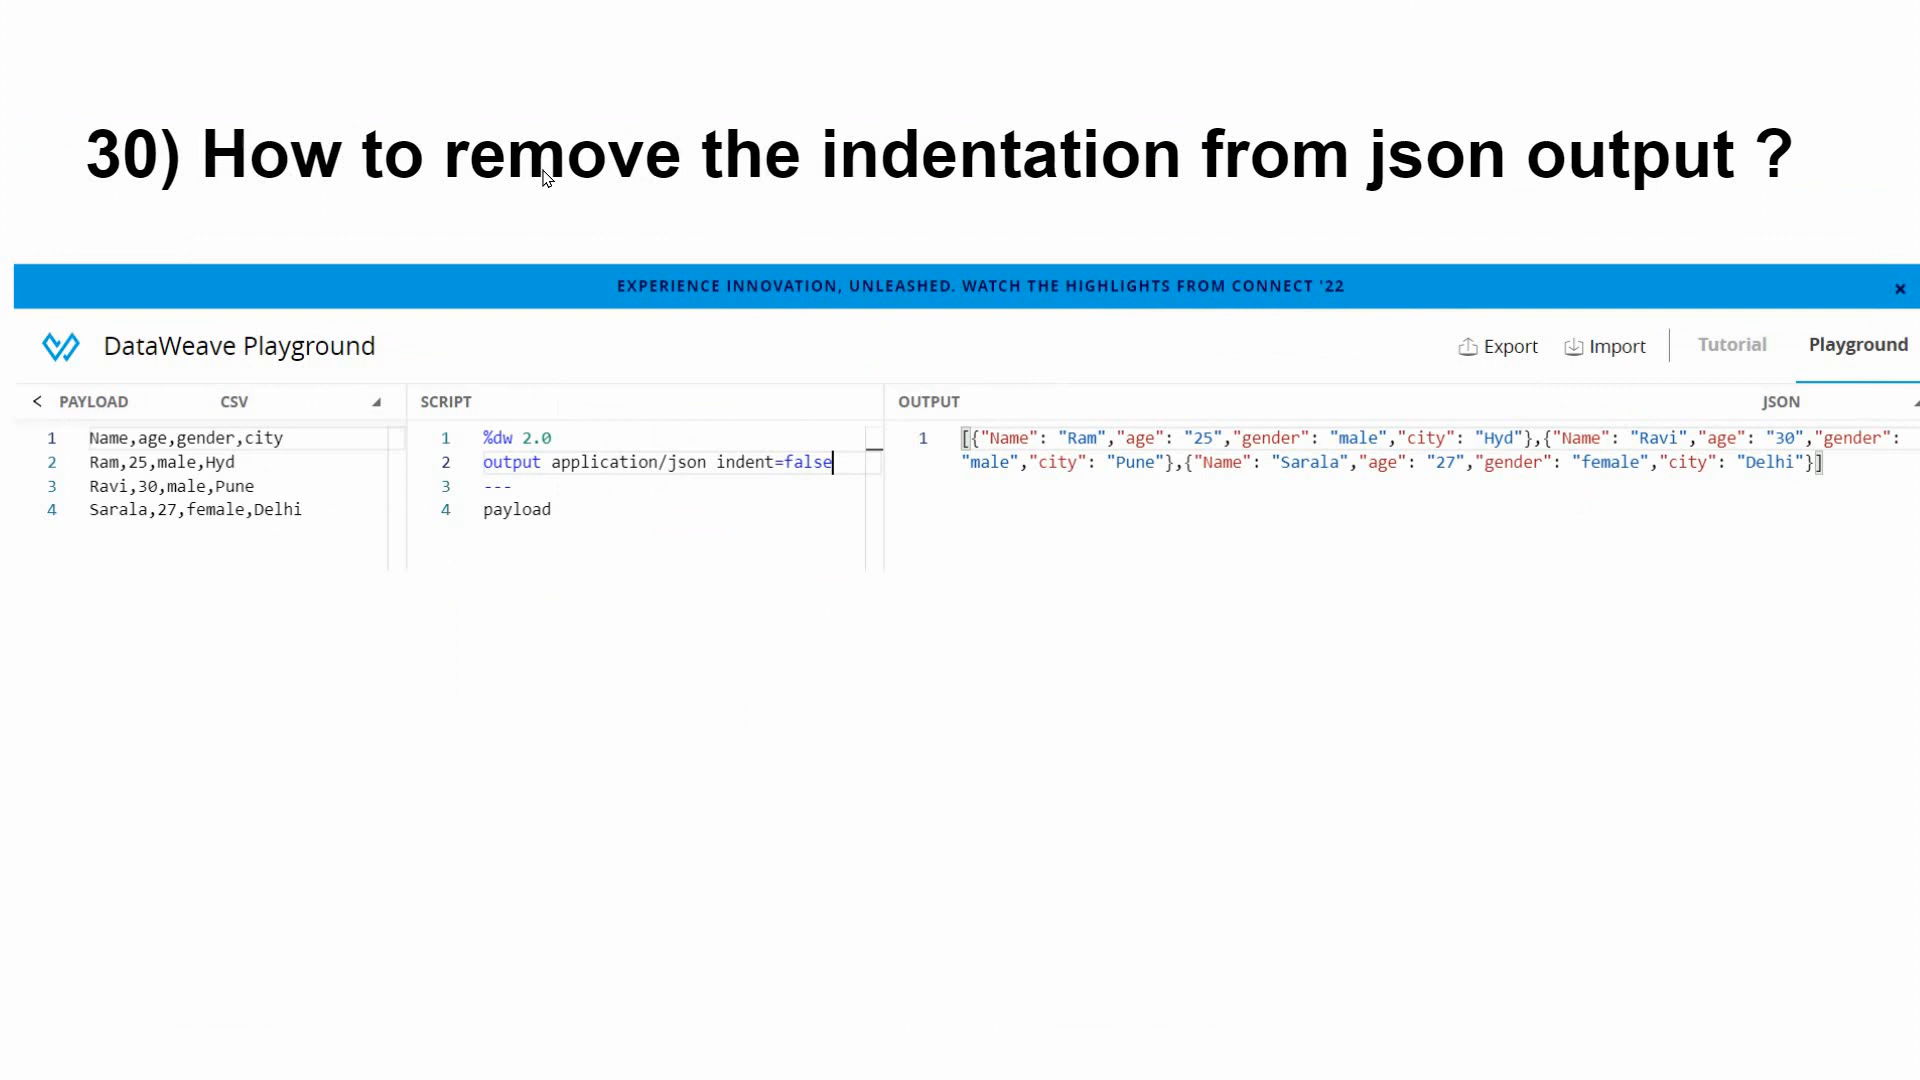 30) How to remove the indentation from json output ?
EXPERIENCE INNOVATION, UNLEASHED. WATCH THE HIGHLIGHTS FROM CONNECT '22 ×
DataWeave Playground
Export Import Tutorial Playground
< PAYLOAD CSV
1 Name,age,gender,city
2 Ram,25,male,Hyd
3 Ravi,30,male,Pune
4 Sarala,27,female,Delhi
SCRIPT
1 %dw 2.0
2 output application/json indent=false
3 ---
4 payload
OUTPUT JSON
1 [{"Name": "Ram","age": "25","gender": "male","city": "Hyd"},{"Name": "Ravi","age": "30","gender":
"male","city": "Pune"},{"Name": "Sarala","age": "27","gender": "female","city": "Delhi"}]